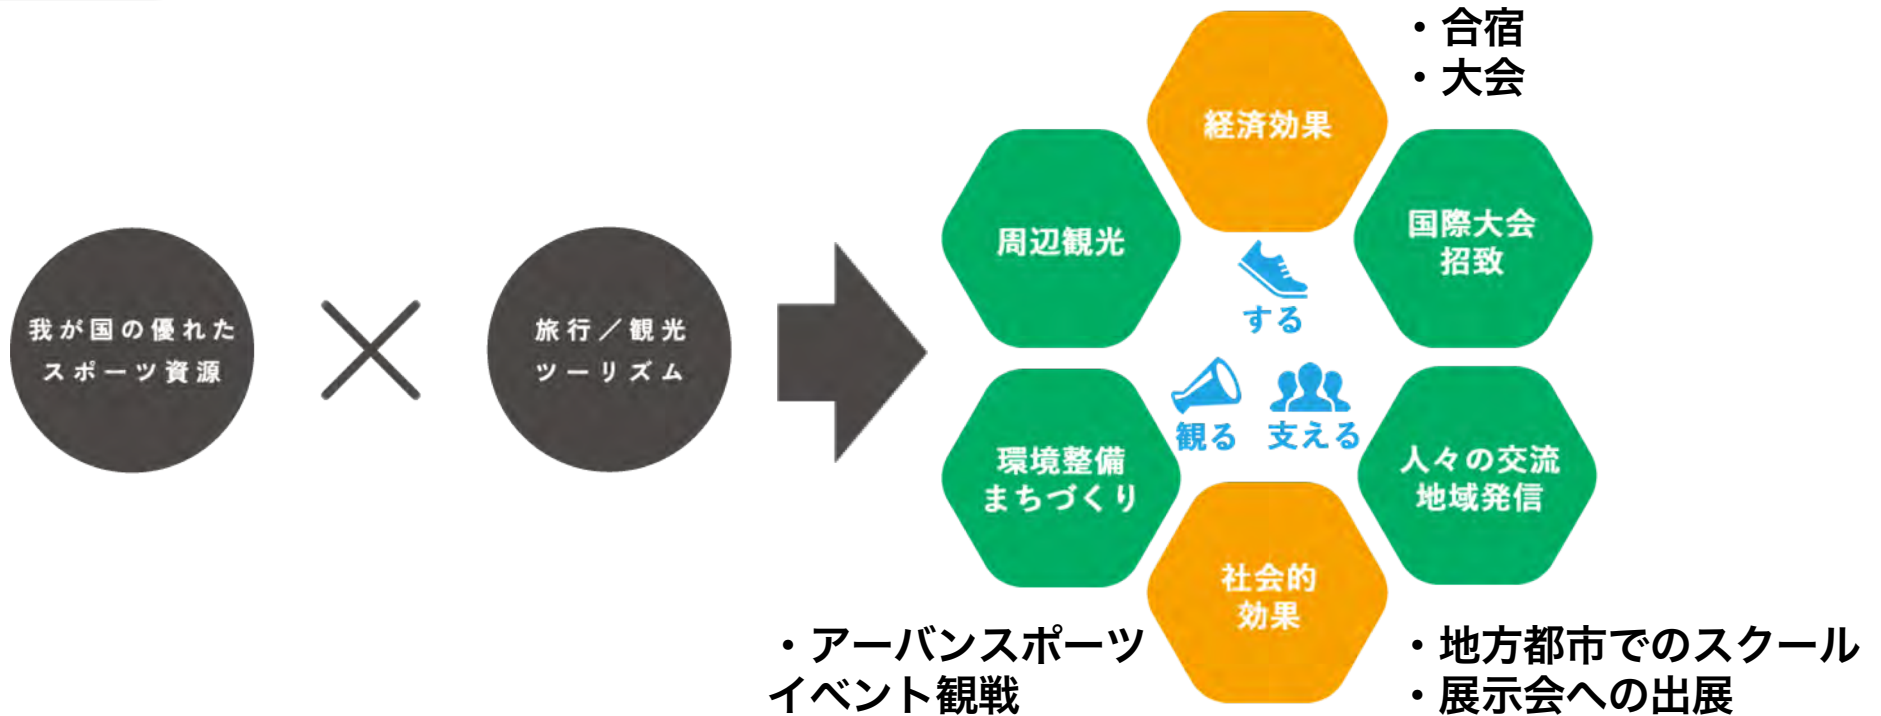 我が国の優れた
スポーツ資源
旅行／観光
ツーリズム
・合宿
・大会
経済効果
周辺観光
国際大会
招致
する
観る
支える
環境整備
まちづくり
人々の交流
地域発信
社会的
効果
・アーバンスポーツ
イベント観戦
・地方都市でのスクール
・展示会への出展